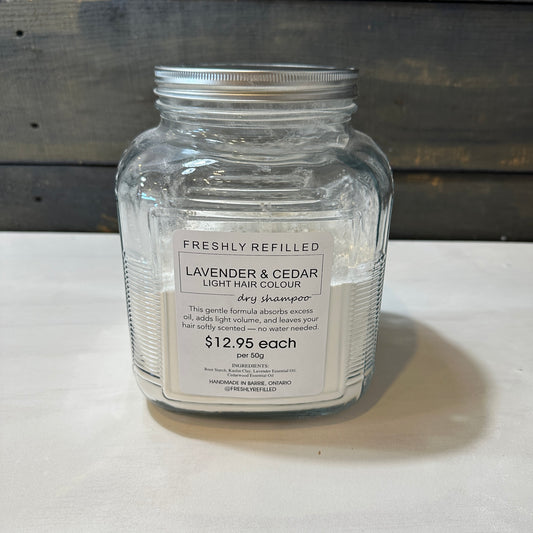 FRESHLY REFILLED
LAVENDER & CEDAR
LIGHT HAIR COLOUR
dry shampoo
This gentle formula absorbs excess
oil, adds light volume, and leaves your
hair softly scented — no water needed.
$12.95 each
per 50g
INGREDIENTS:
Root Starch, Kaolin Clay, Lavender Essential Oil,
Cedarwood Essential Oil
HANDMADE IN BARRIE, ONTARIO
@FRESHLYREFILLED